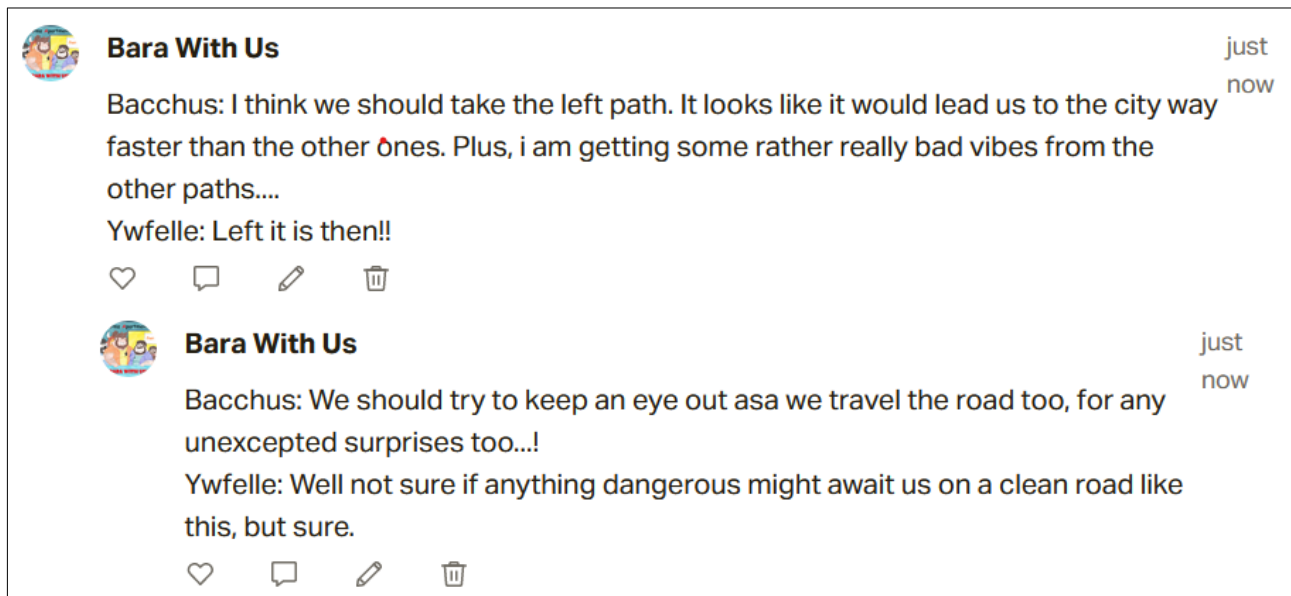 Bara With Us
just
now
Bacchus: I think we should take the left path. It looks like it would lead us to the city way
faster than the other ones. Plus, i am getting some rather really bad vibes from the
other paths....
Ywfelle: Left it is then!!
Bara With Us
just
now
Bacchus: We should try to keep an eye out asa we travel the road too, for any
unexcepted surprises too...!
Ywfelle: Well not sure if anything dangerous might await us on a clean road like
this, but sure.